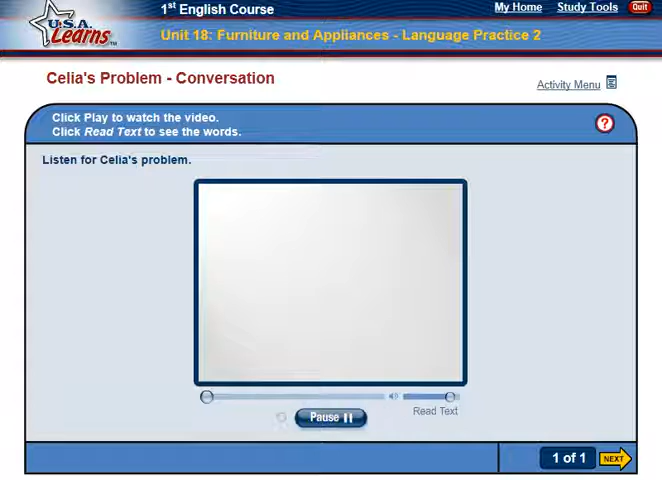 U.S.A.
Learns™
1st English Course
My Home
Study Tools
Quit
Unit 18: Furniture and Appliances - Language Practice 2
Celia's Problem - Conversation
Activity Menu
Click Play to watch the video.
Click Read Text to see the words.
?
Listen for Celia's problem.
Pause
Read Text
1 of 1
NEXT